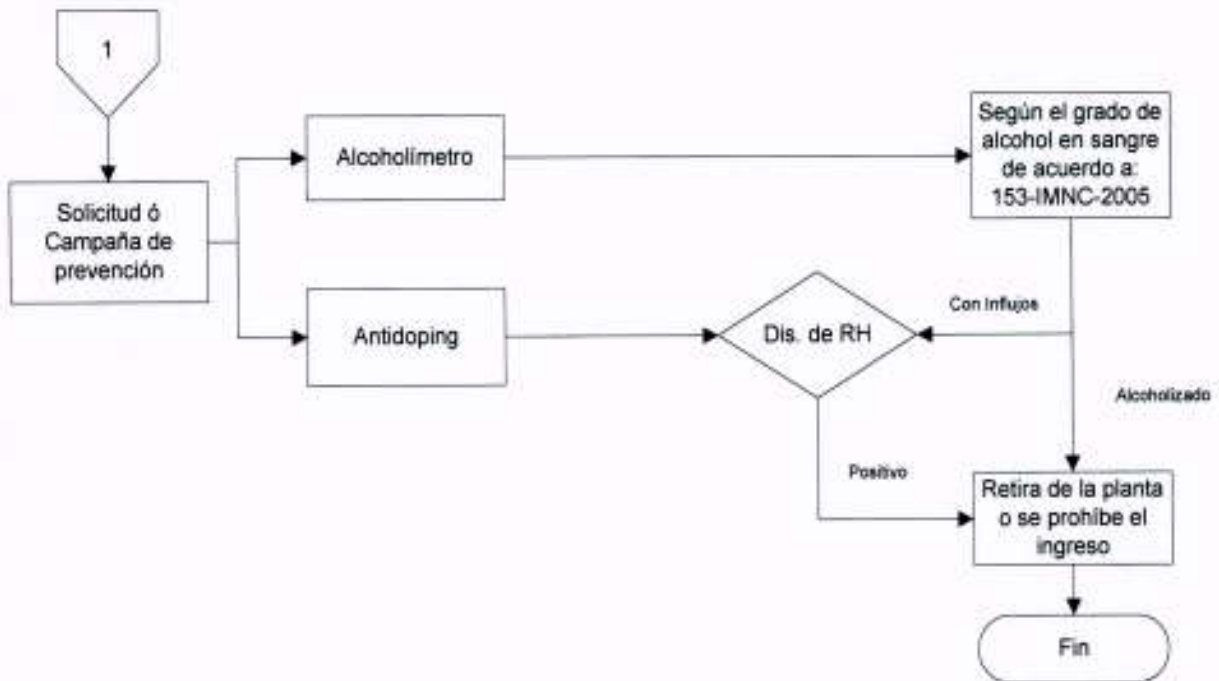 1
Solicitud ó
Campaña de
prevención
Alcoholímetro
Antidoping
Según el grado de
alcohol en sangre
de acuerdo a:
153-IMNC-2005
Dis. de RH
Con Influjos
Alcoholizado
Positivo
Retira de la planta
o se prohíbe el
ingreso
Fin